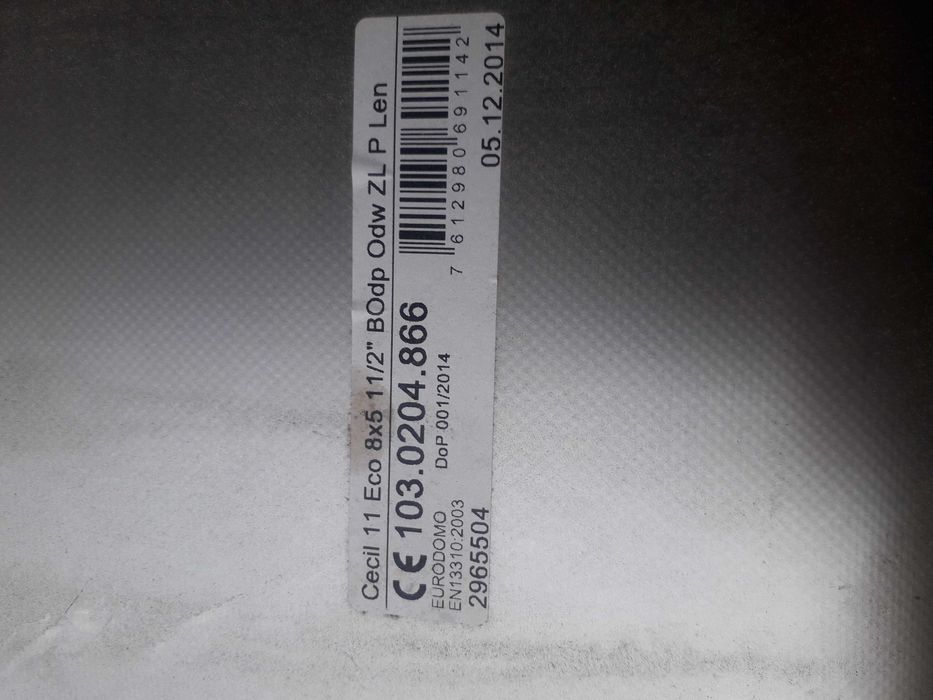 Cecil 11 Eco 8x5 11/2" BOdp Odw ZL P Len
CE 103.0204.866
EURODOMO
EN13310:2003 DoP 001/2014
7 612980 691142
2965504 05.12.2014